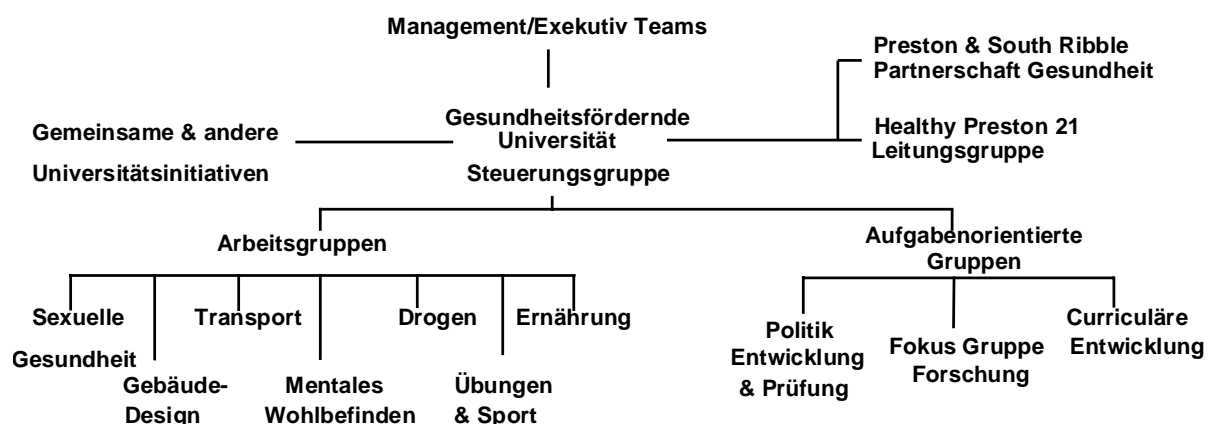 Management/Exekutiv Teams
Preston & South Ribble
Partnerschaft Gesundheit
Gemeinsame & andere
Universitätsinitiativen
Gesundheitsfördernde
Universität
Steuerungsgruppe
Healthy Preston 21
Leitungsgruppe
Arbeitsgruppen
Aufgabenorientierte
Gruppen
Sexuelle
Gesundheit
Gebäude-
Design
Transport
Mentales
Wohlbefinden
Drogen
Übungen
& Sport
Ernährung
Politik
Entwicklung
& Prüfung
Fokus Gruppe
Forschung
Curriculäre
Entwicklung